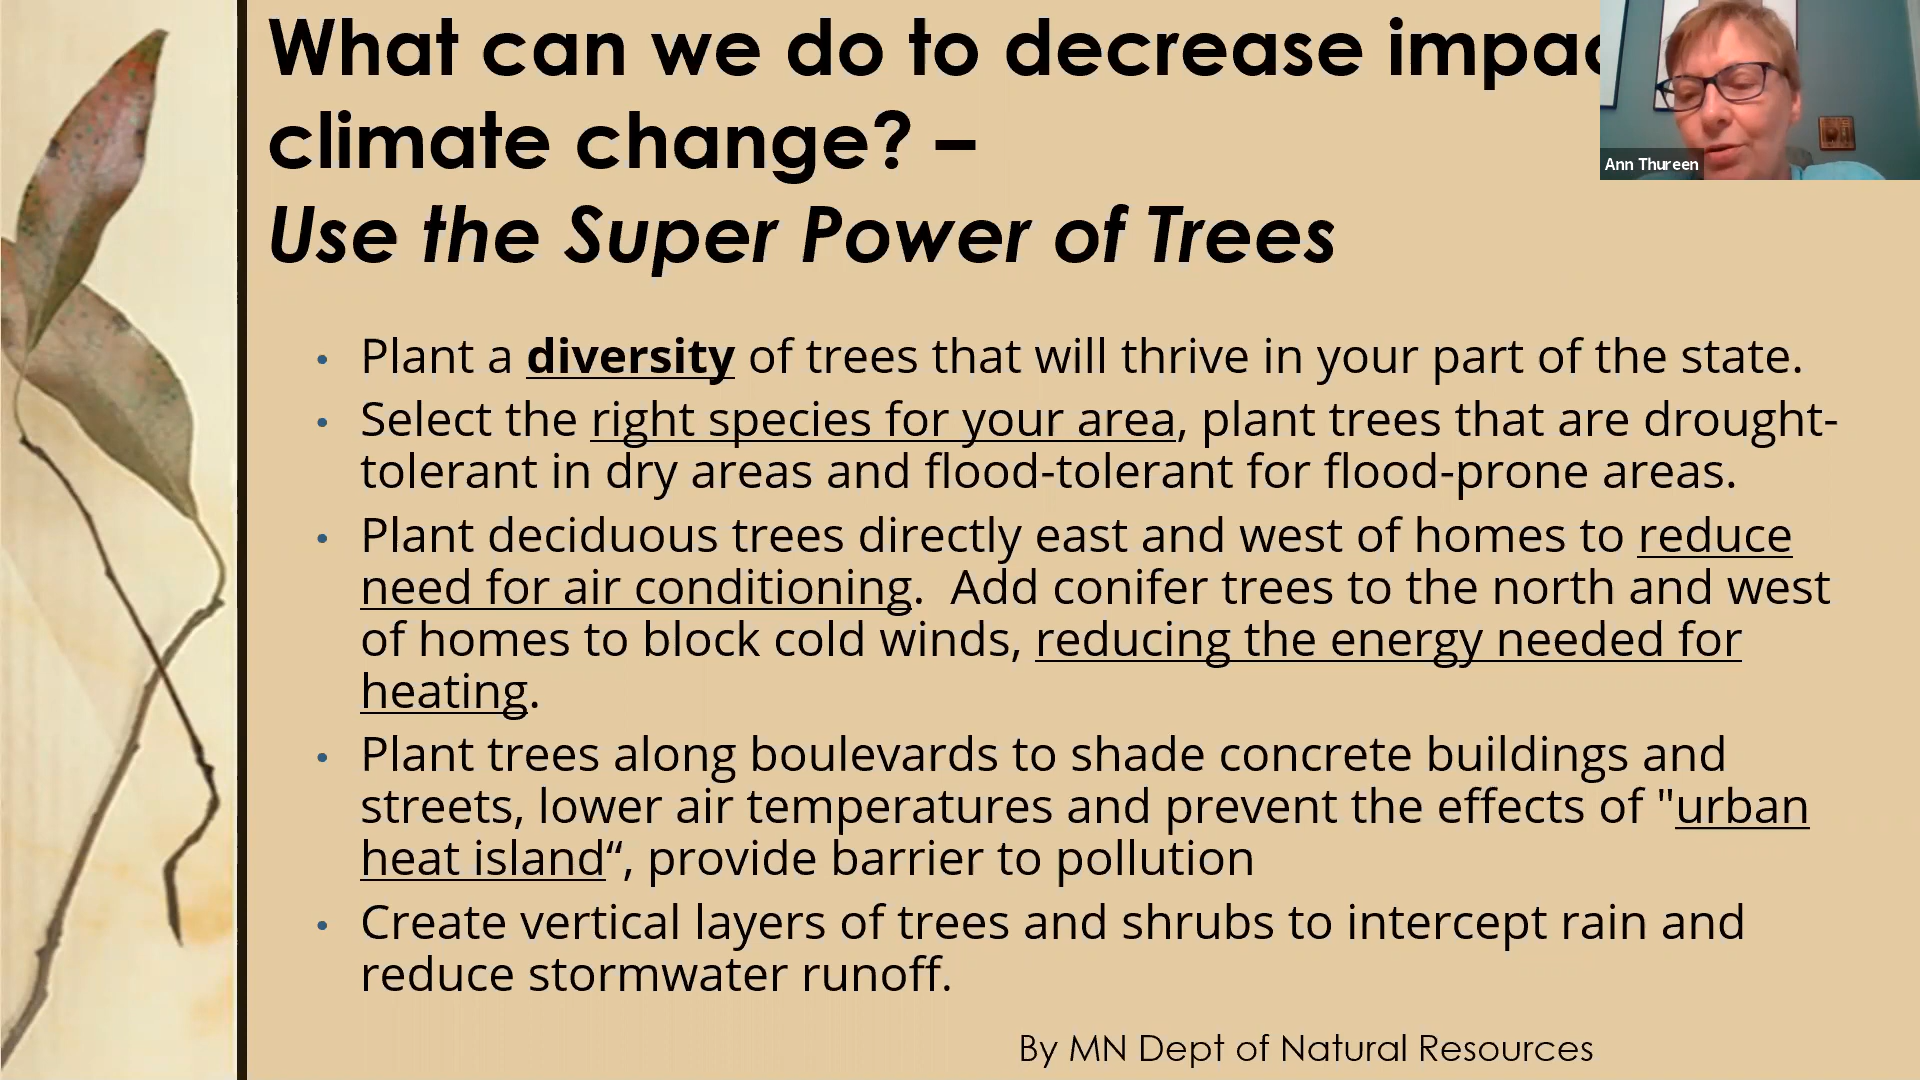 What can we do to decrease
climate change? –
Use the Super Power of Trees
Ann Thureen
• Plant a diversity of trees that will thrive in your part of the state.
• Select the right species for your area, plant trees that are drought-
tolerant in dry areas and flood-tolerant for flood-prone areas.
• Plant deciduous trees directly east and west of homes to reduce
need for air conditioning.  Add conifer trees to the north and west
of homes to block cold winds, reducing the energy needed for
heating.
• Plant trees along boulevards to shade concrete buildings and
streets, lower air temperatures and prevent the effects of "urban
heat island“, provide barrier to pollution
• Create vertical layers of trees and shrubs to intercept rain and
reduce stormwater runoff.
By MN Dept of Natural Resources